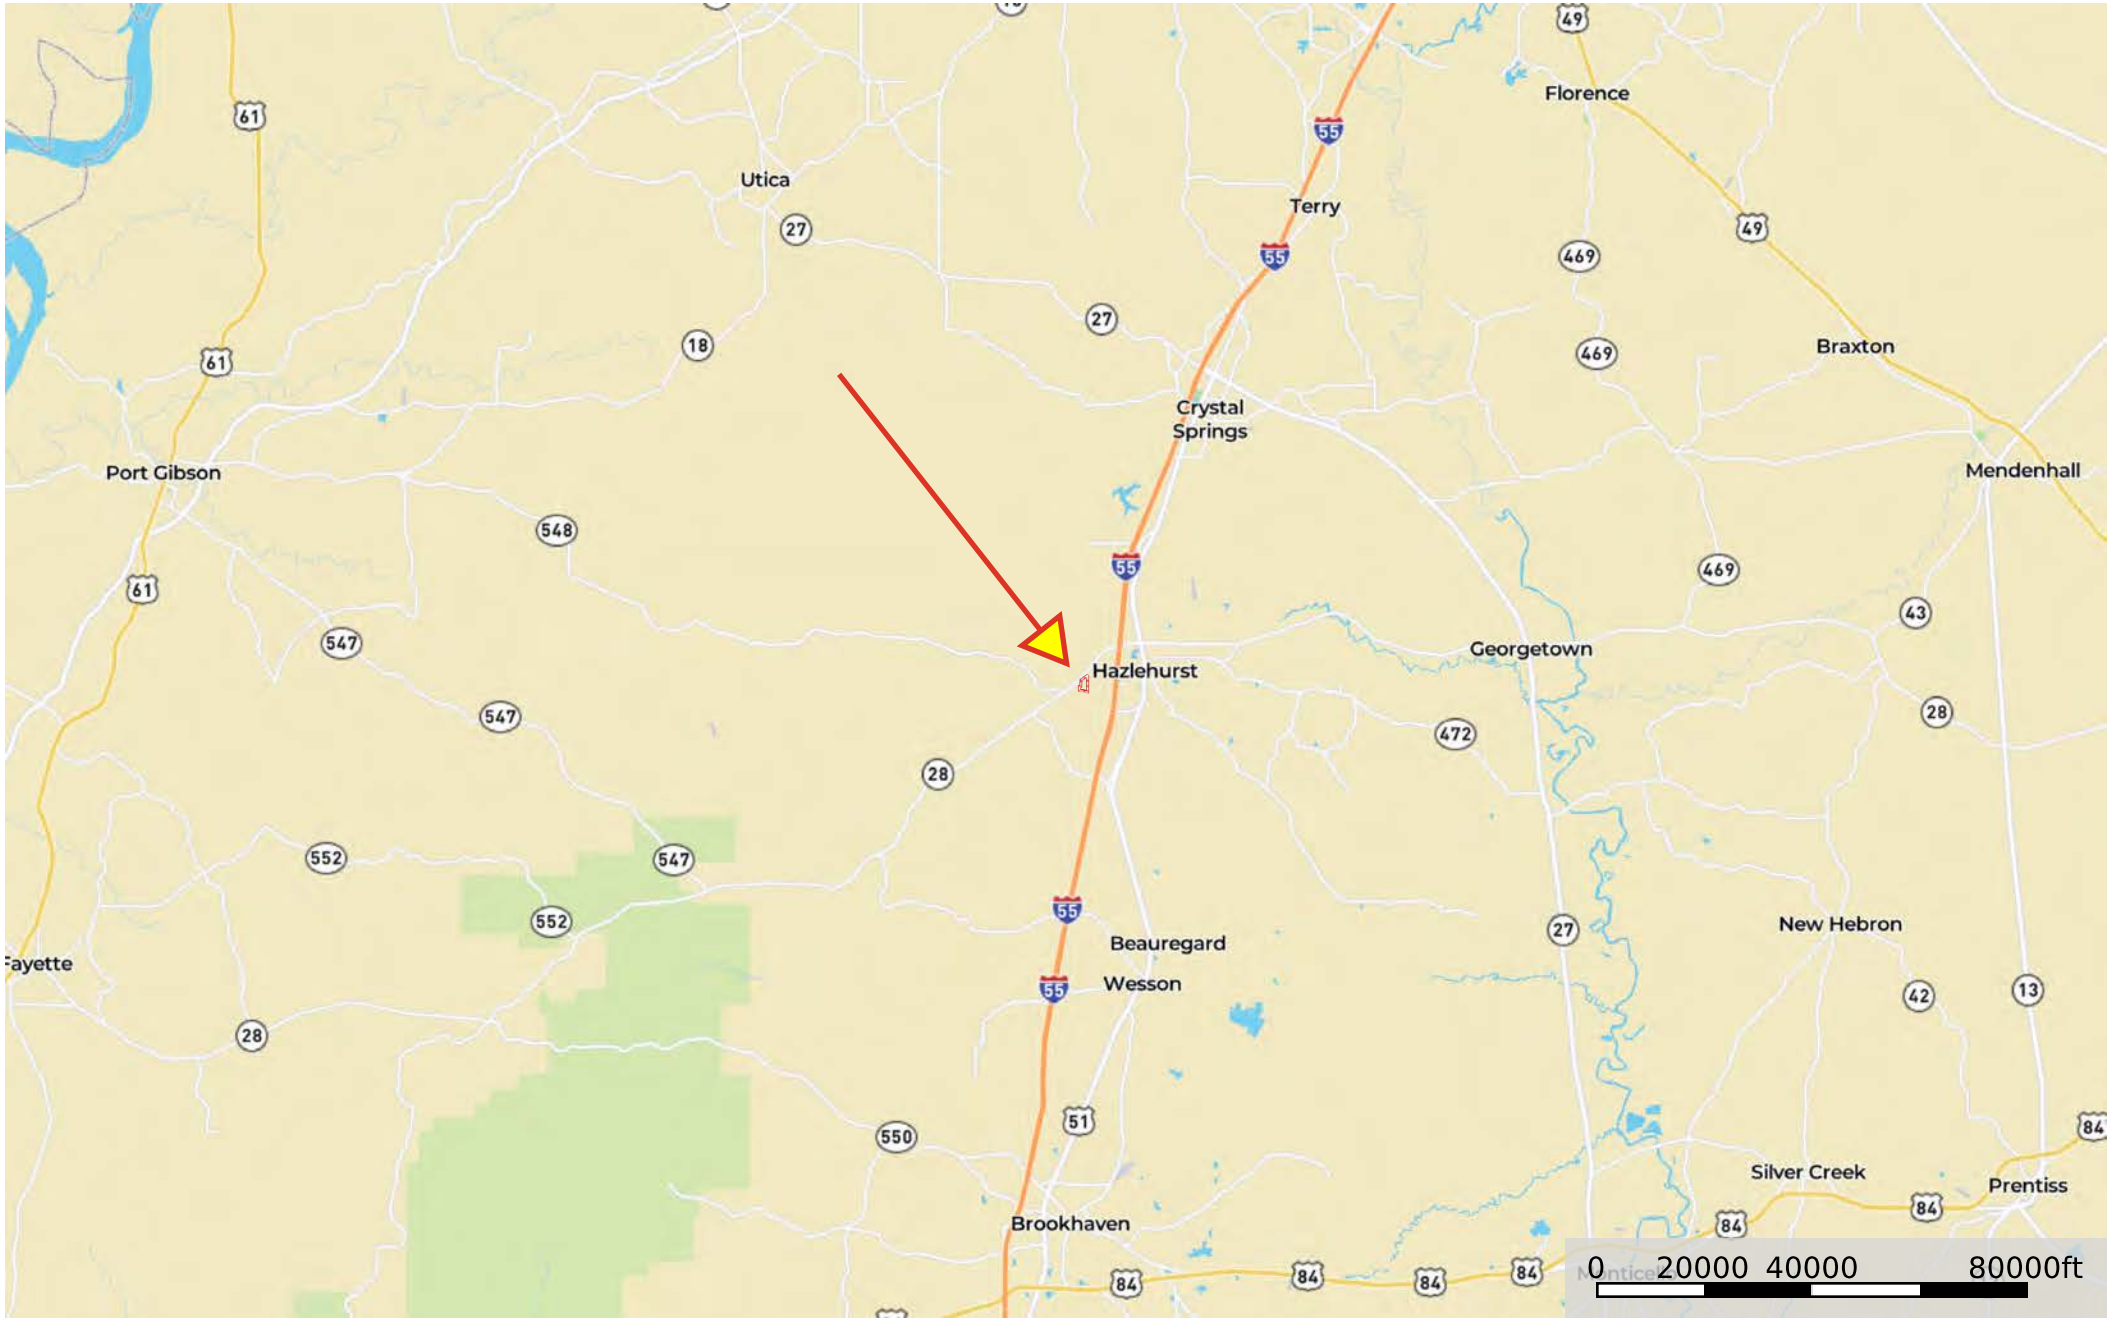 49
Florence
61
55
Utica
Terry
27
49
55
469
27
18
469
Braxton
61
Crystal
Springs
Port Gibson
Mendenhall
548
55
469
61
43
547
Georgetown
Hazlehurst
547
28
472
28
552
547
55
552
New Hebron
27
Beauregard
Fayette
Wesson
55
13
42
28
51
84
550
Silver Creek
Prentiss
84
Brookhaven
84
84
84
84
84
Monticello
0 20000 40000 80000ft